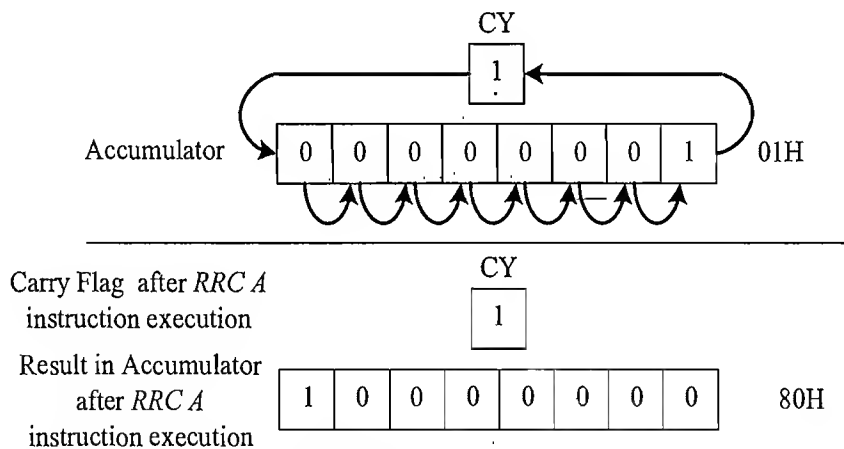 CY
1
Accumulator 0 0 0 0 0 0 0 1 01H
CY
Carry Flag after RRC A
instruction execution
1
Result in Accumulator
after RRC A
instruction execution
1 0 0 0 0 0 0 0 80H